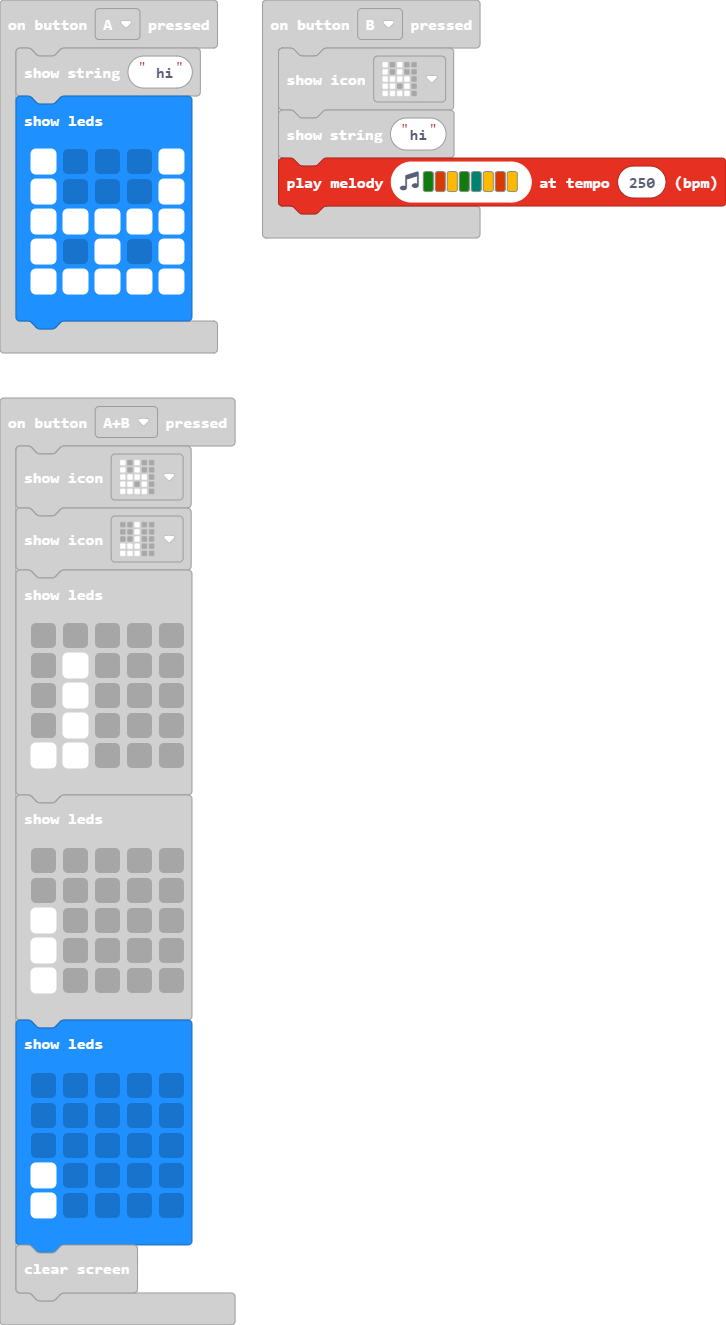 on button A pressed
show string " hi"
show leds
on button B pressed
show icon
show string "hi"
play melody at tempo 250 (bpm)
on button A+B pressed
show icon
show icon
show leds
show leds
show leds
clear screen